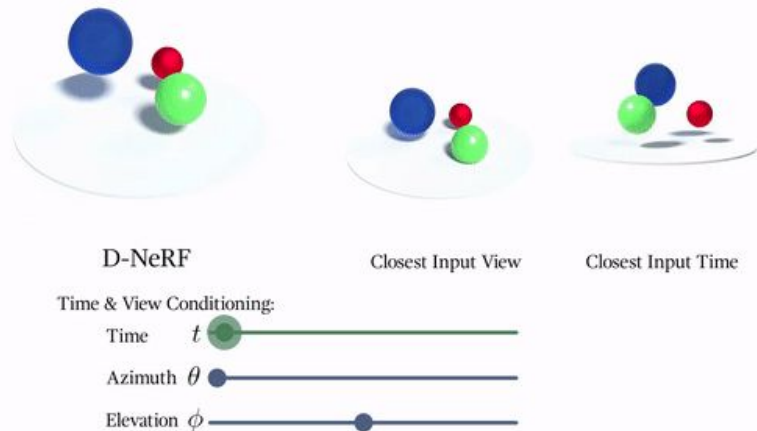 D-NeRF
Closest Input View
Closest Input Time
Time & View Conditioning:
Time t
Azimuth θ
Elevation ϕ